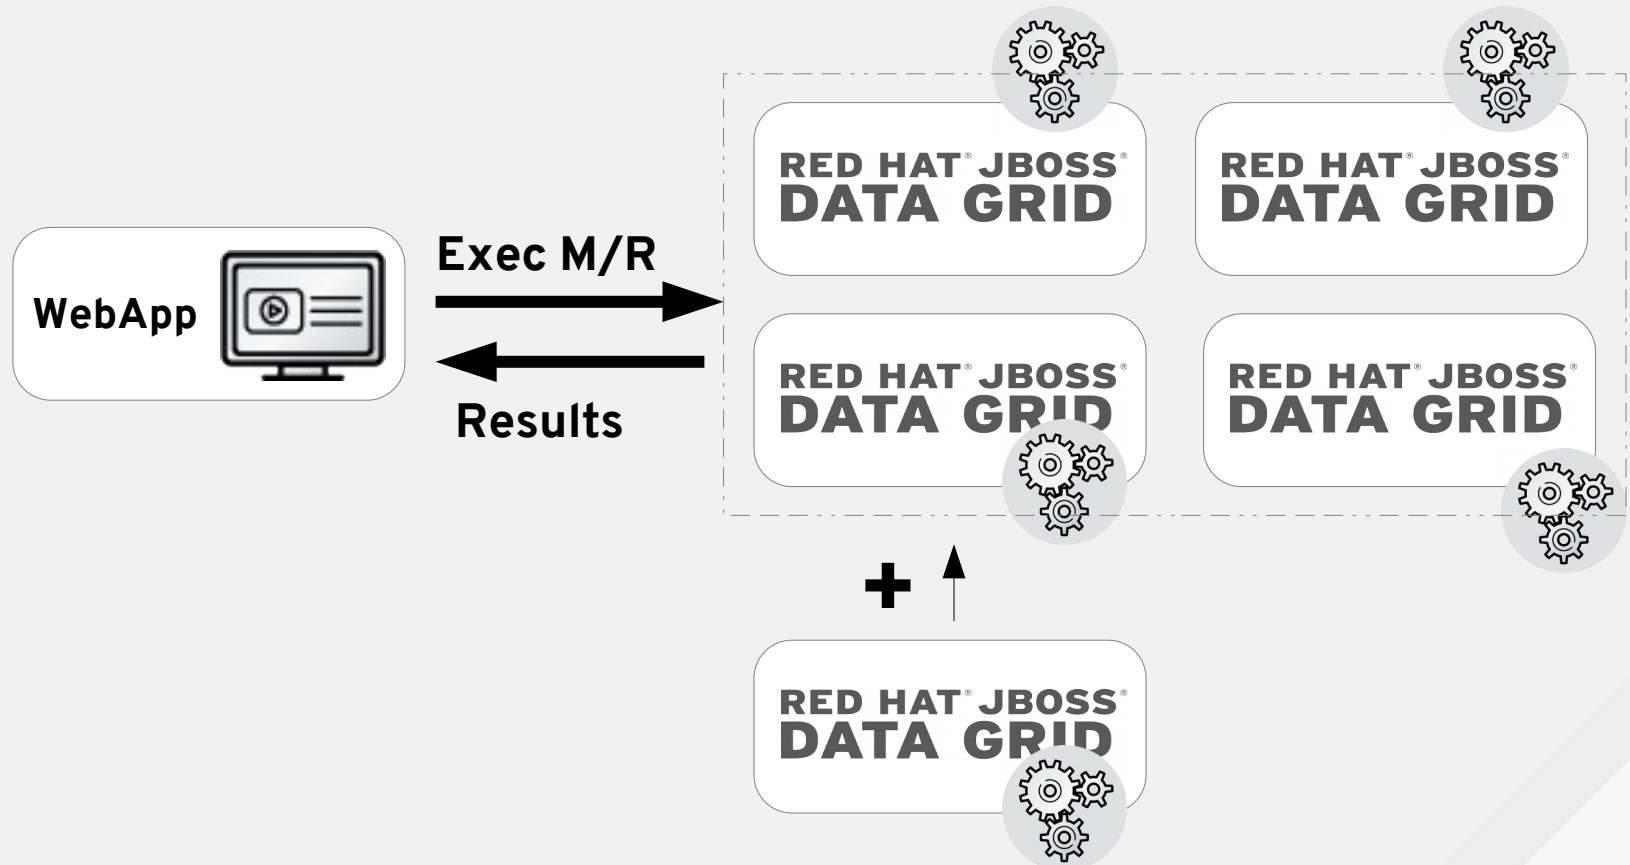 RED HAT® JBOSS®
DATA GRID
RED HAT® JBOSS®
DATA GRID
Exec M/R
WebApp
Results
RED HAT® JBOSS®
DATA GRID
RED HAT® JBOSS®
DATA GRID
+
RED HAT® JBOSS®
DATA GRID